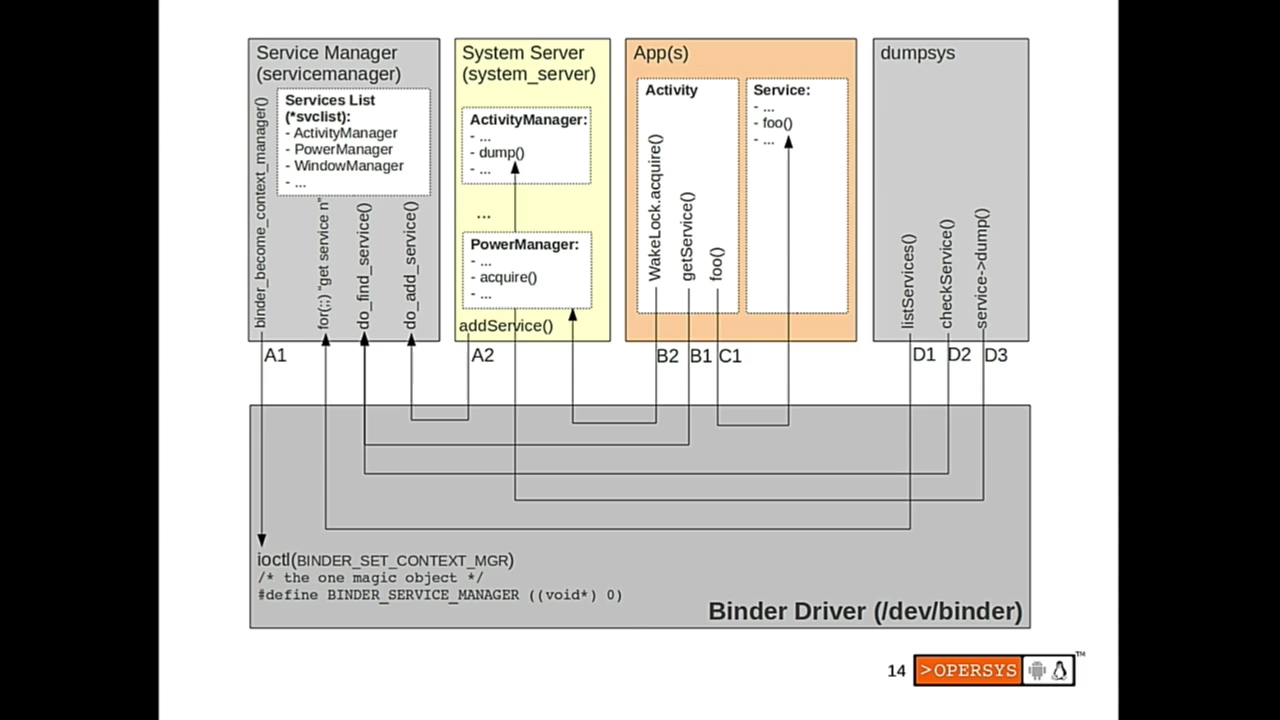 Service Manager
(servicemanager)
binder_become_context_manager()
Services List
(*svclist):
- ActivityManager
- PowerManager
- WindowManager
- ...
for(;;) "get service n"
do_find_service()
do_add_service()
System Server
(system_server)
ActivityManager:
- ...
- dump()
- ...
...
PowerManager:
- ...
- acquire()
- ...
addService()
App(s)
Activity
WakeLock.acquire()
getService()
foo()
Service:
- ...
- foo()
- ...
dumpsys
listServices()
checkService()
service->dump()
A1
A2
B2
B1
C1
D1
D2
D3
ioctl(BINDER_SET_CONTEXT_MGR)
/* the one magic object */
#define BINDER_SERVICE_MANAGER ((void*) 0)
Binder Driver (/dev/binder)
14
>OPERSYS
TM